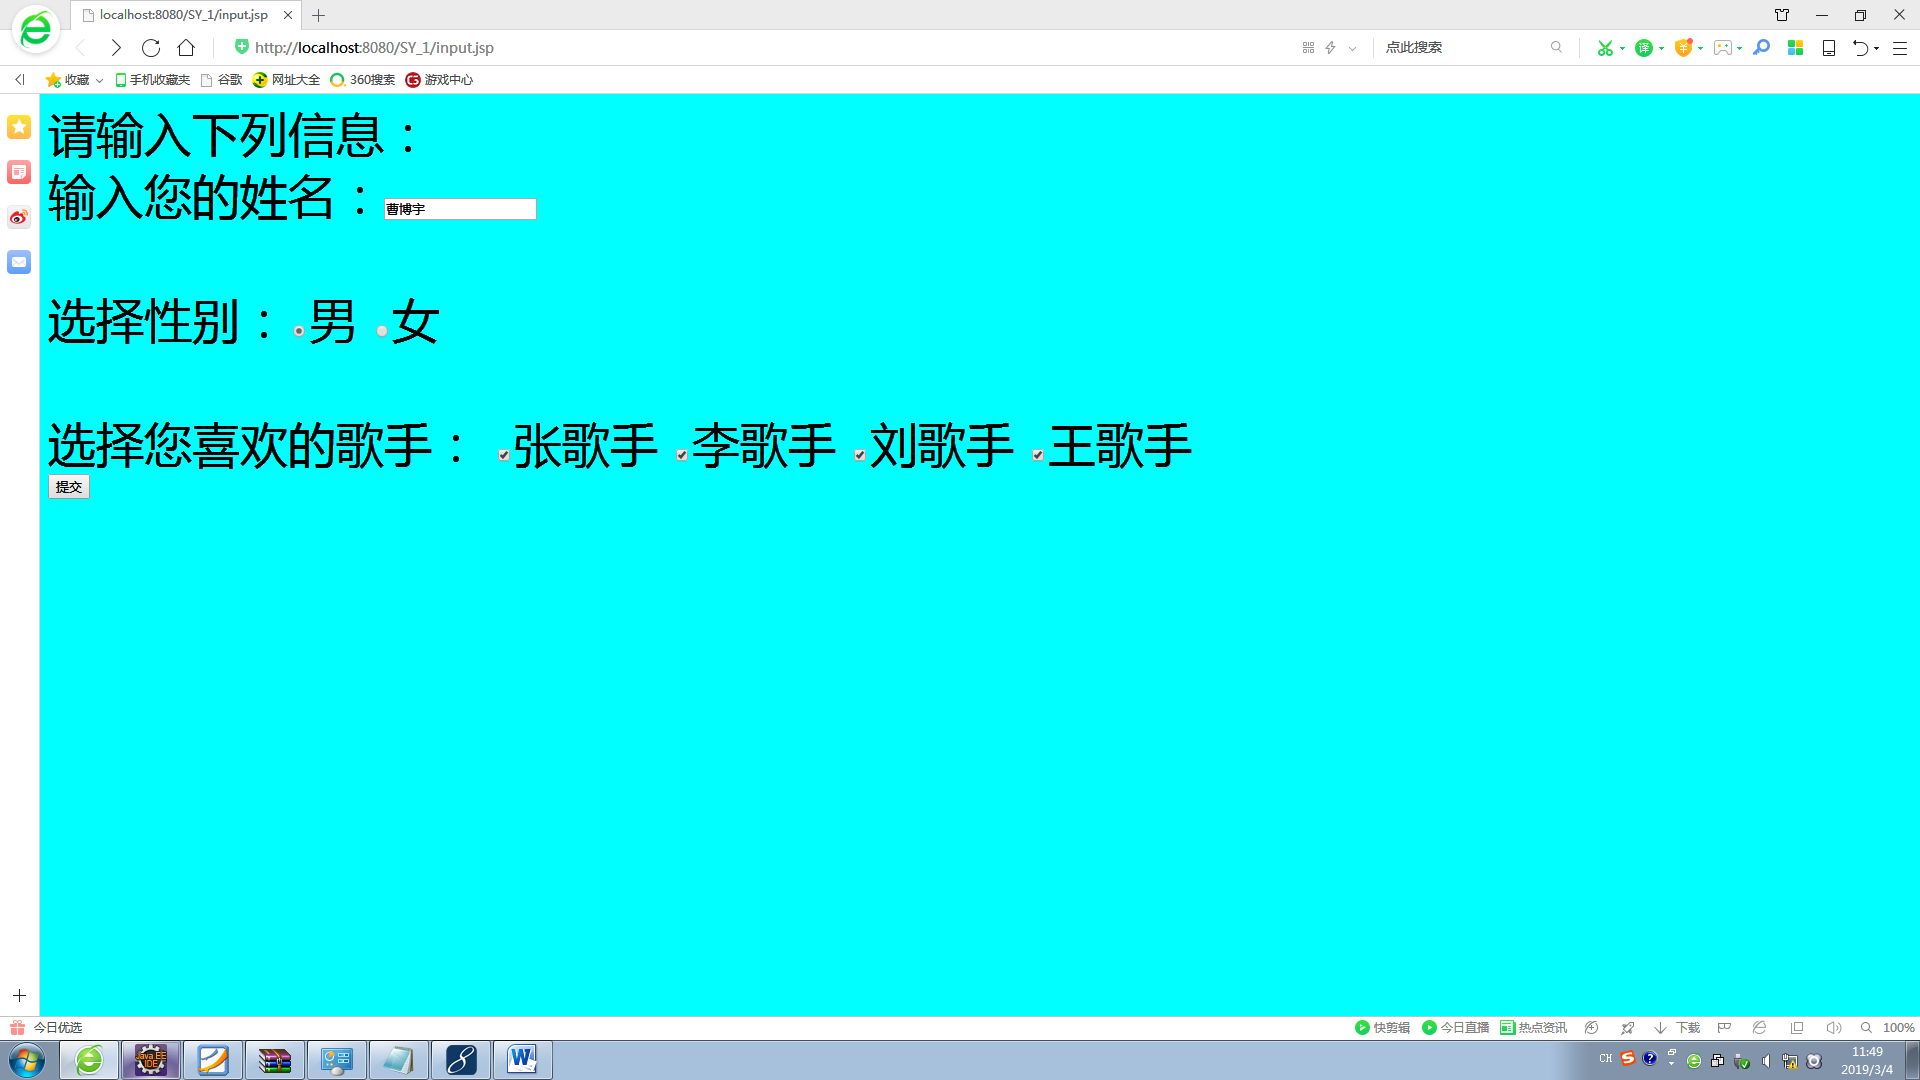 localhost:8080/SY_1/input.jsp
http://localhost:8080/SY_1/input.jsp
点此搜索
译
收藏 手机收藏夹 谷歌 网址大全 360搜索 游戏中心
请输入下列信息：
输入您的姓名：曹博宇
选择性别： 男 女
选择您喜欢的歌手： 张歌手 李歌手 刘歌手 王歌手
提交
今日优选 快剪辑 今日直播 热点资讯 下载 100%
Java EE
IDE
CH
11:49
2019/3/4